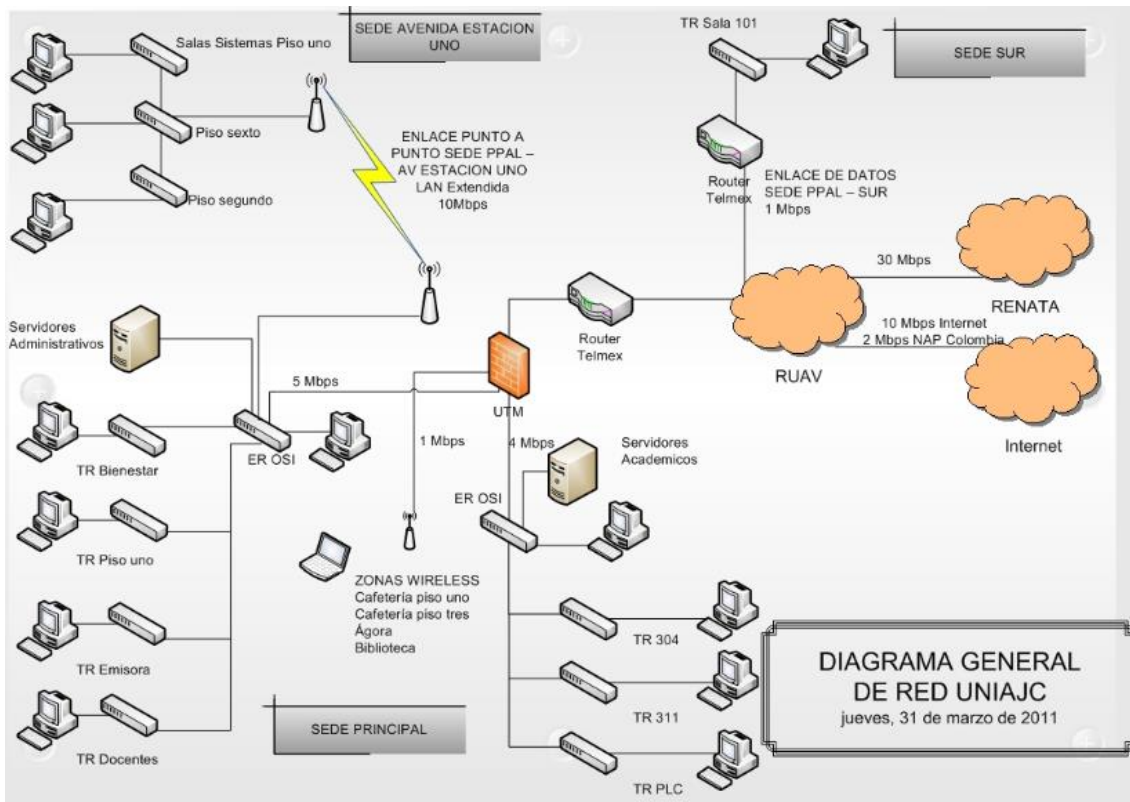 SEDE AVENIDA ESTACION
UNO
Salas Sistemas Piso uno
Piso sexto
Piso segundo
ENLACE PUNTO A
PUNTO SEDE PPAL –
AV ESTACION UNO
LAN Extendida
10Mbps
TR Sala 101
SEDE SUR
Router
Telmex
ENLACE DE DATOS
SEDE PPAL – SUR
1 Mbps
30 Mbps
RENATA
10 Mbps Internet
2 Mbps NAP Colombia
RUAV
Internet
Router
Telmex
Servidores
Administrativos
5 Mbps
UTM
1 Mbps
4 Mbps
Servidores
Academicos
ER OSI
ER OSI
TR Bienestar
TR Piso uno
TR Emisora
TR Docentes
ZONAS WIRELESS
Cafetería piso uno
Cafetería piso tres
Ágora
Biblioteca
TR 304
TR 311
TR PLC
SEDE PRINCIPAL
DIAGRAMA GENERAL
DE RED UNIAJC
jueves, 31 de marzo de 2011